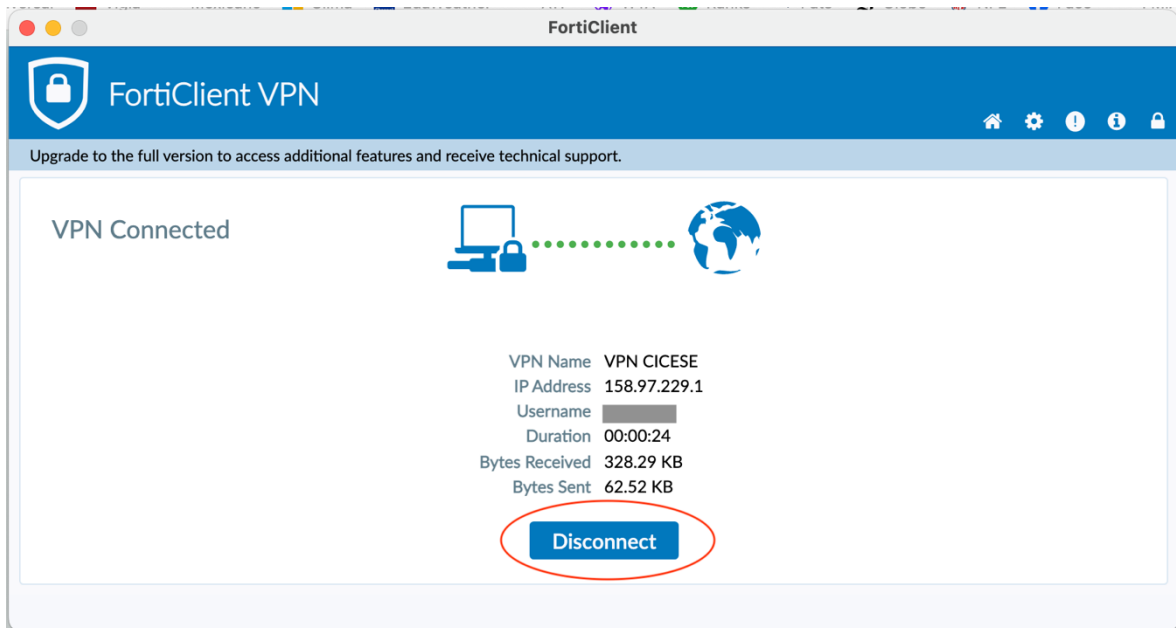 FortiClient
FortiClient VPN
Upgrade to the full version to access additional features and receive technical support.
VPN Connected
VPN Name VPN CICESE
IP Address 158.97.229.1
Username
Duration 00:00:24
Bytes Received 328.29 KB
Bytes Sent 62.52 KB
Disconnect